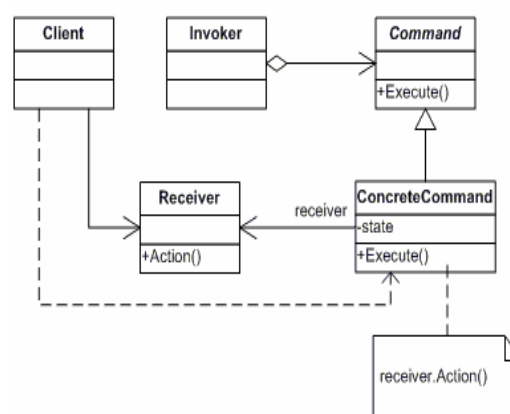 Client
Invoker
Command
+Execute()
Receiver
+Action()
receiver
ConcreteCommand
-state
+Execute()
receiver.Action()